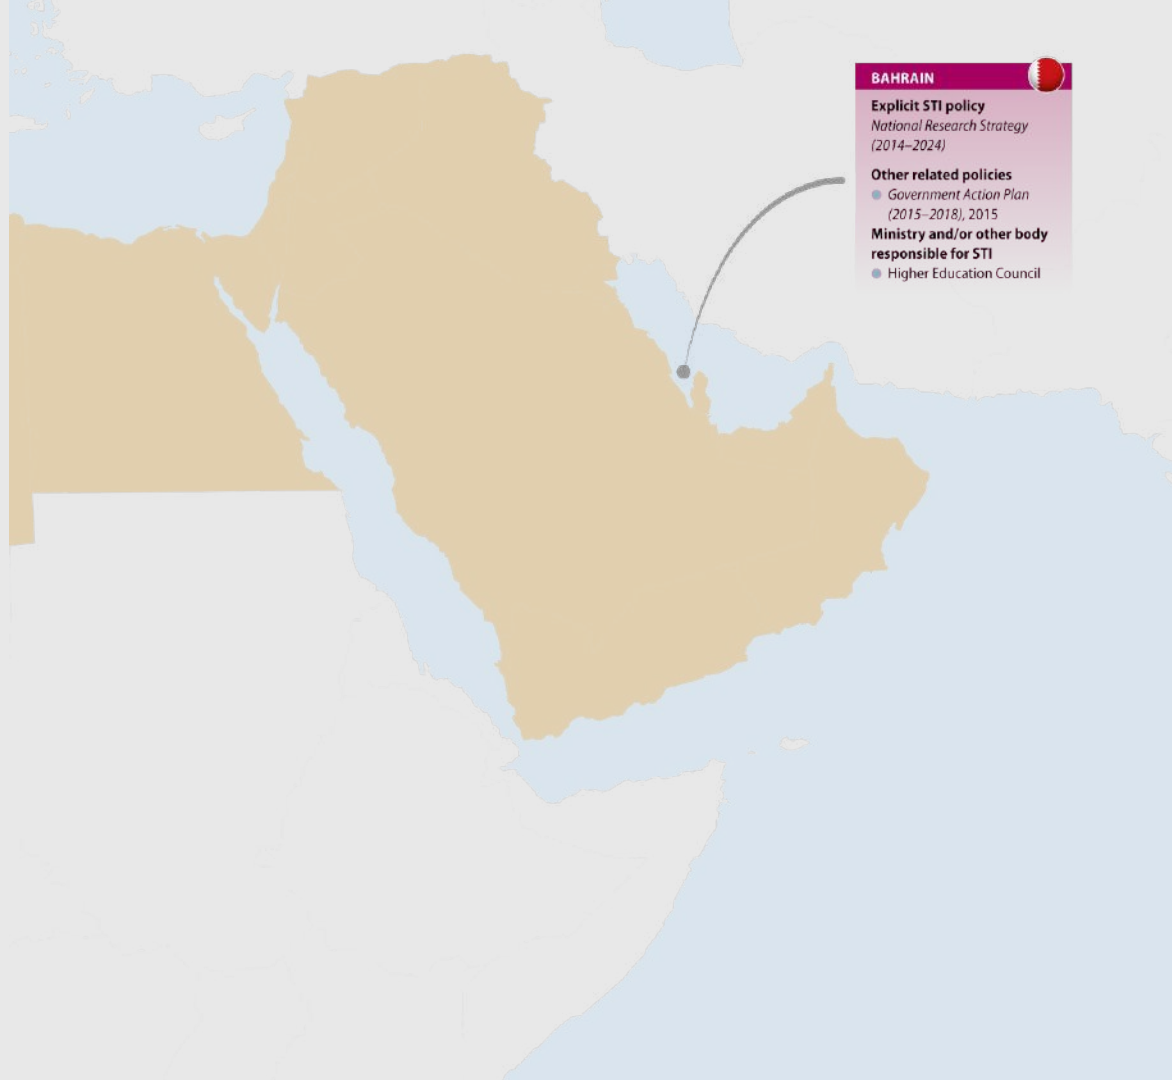 BAHRAIN
Explicit STI policy
National Research Strategy
(2014–2024)
Other related policies
Government Action Plan
(2015–2018), 2015
Ministry and/or other body
responsible for STI
Higher Education Council